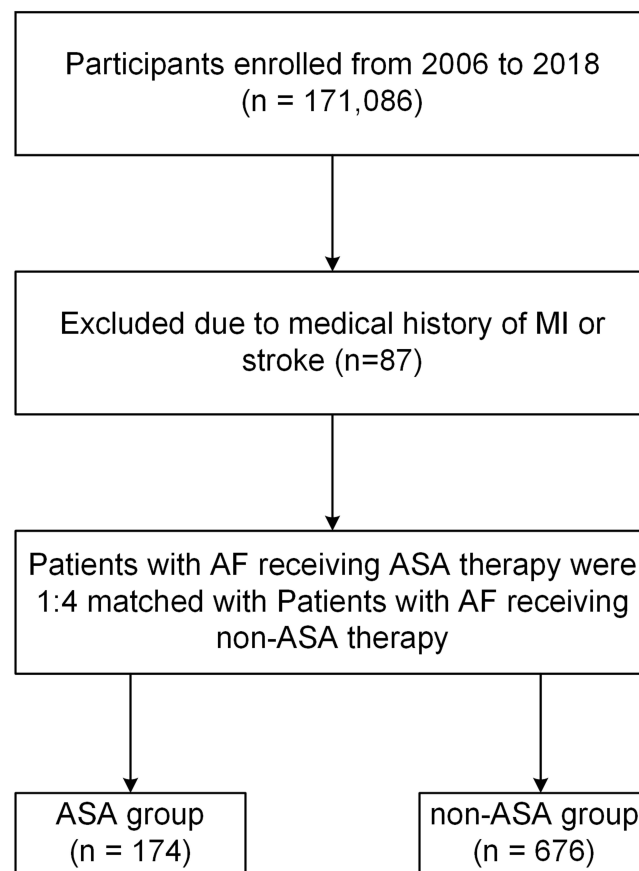 Participants enrolled from 2006 to 2018
(n = 171,086)
Excluded due to medical history of MI or
stroke (n=87)
Patients with AF receiving ASA therapy were
1:4 matched with Patients with AF receiving
non-ASA therapy
ASA group
(n = 174)
non-ASA group
(n = 676)